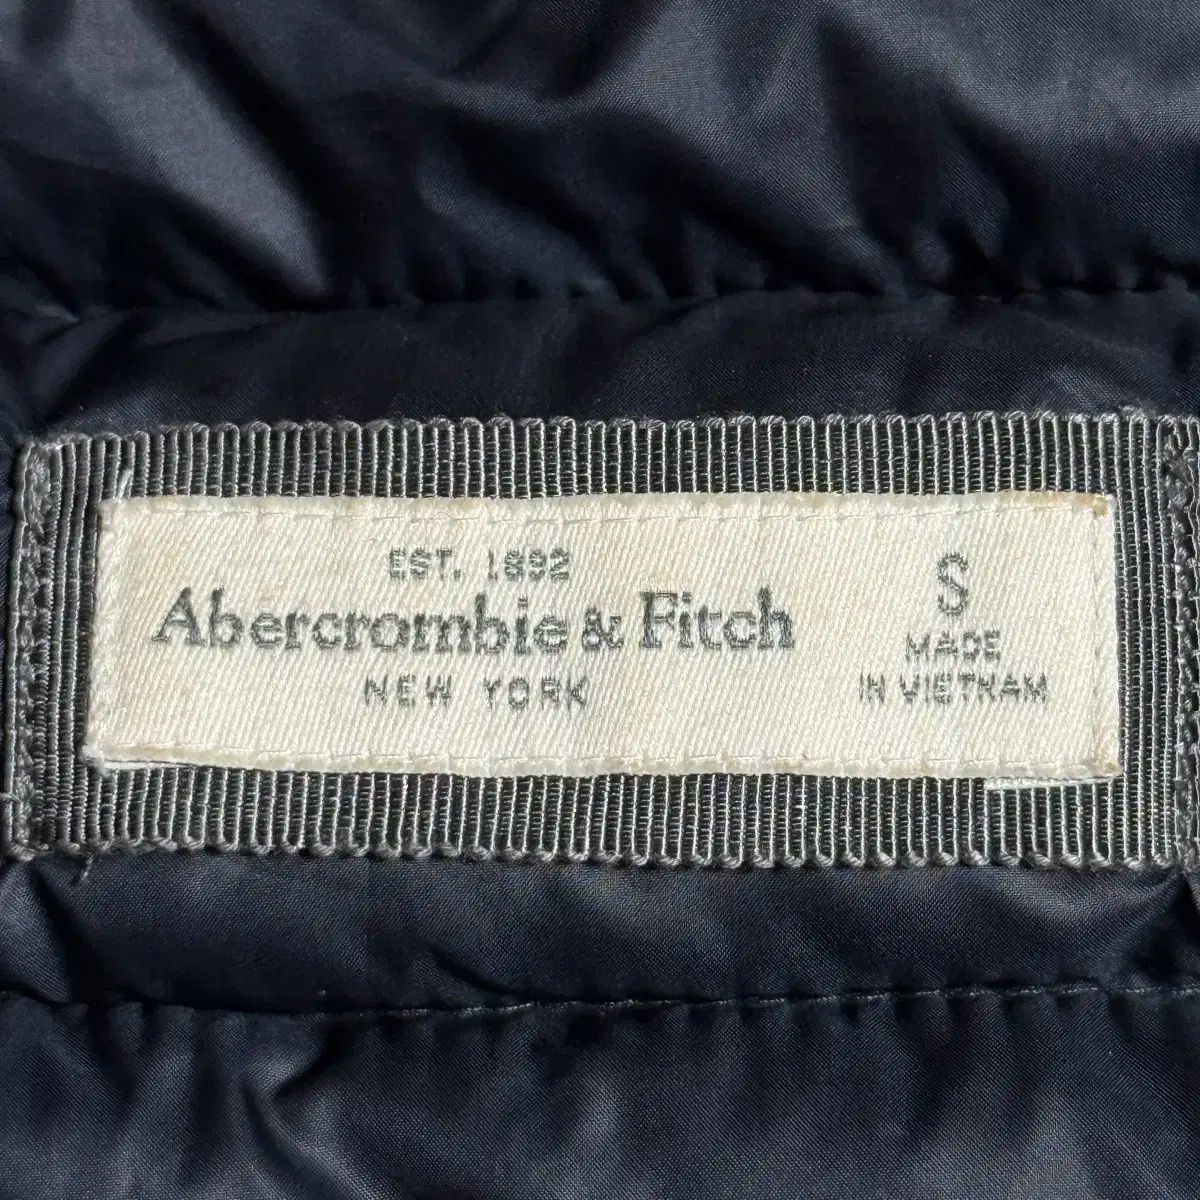 EST. 1892
Abercrombie & Fitch
NEW YORK
S
MADE
IN VIETNAM